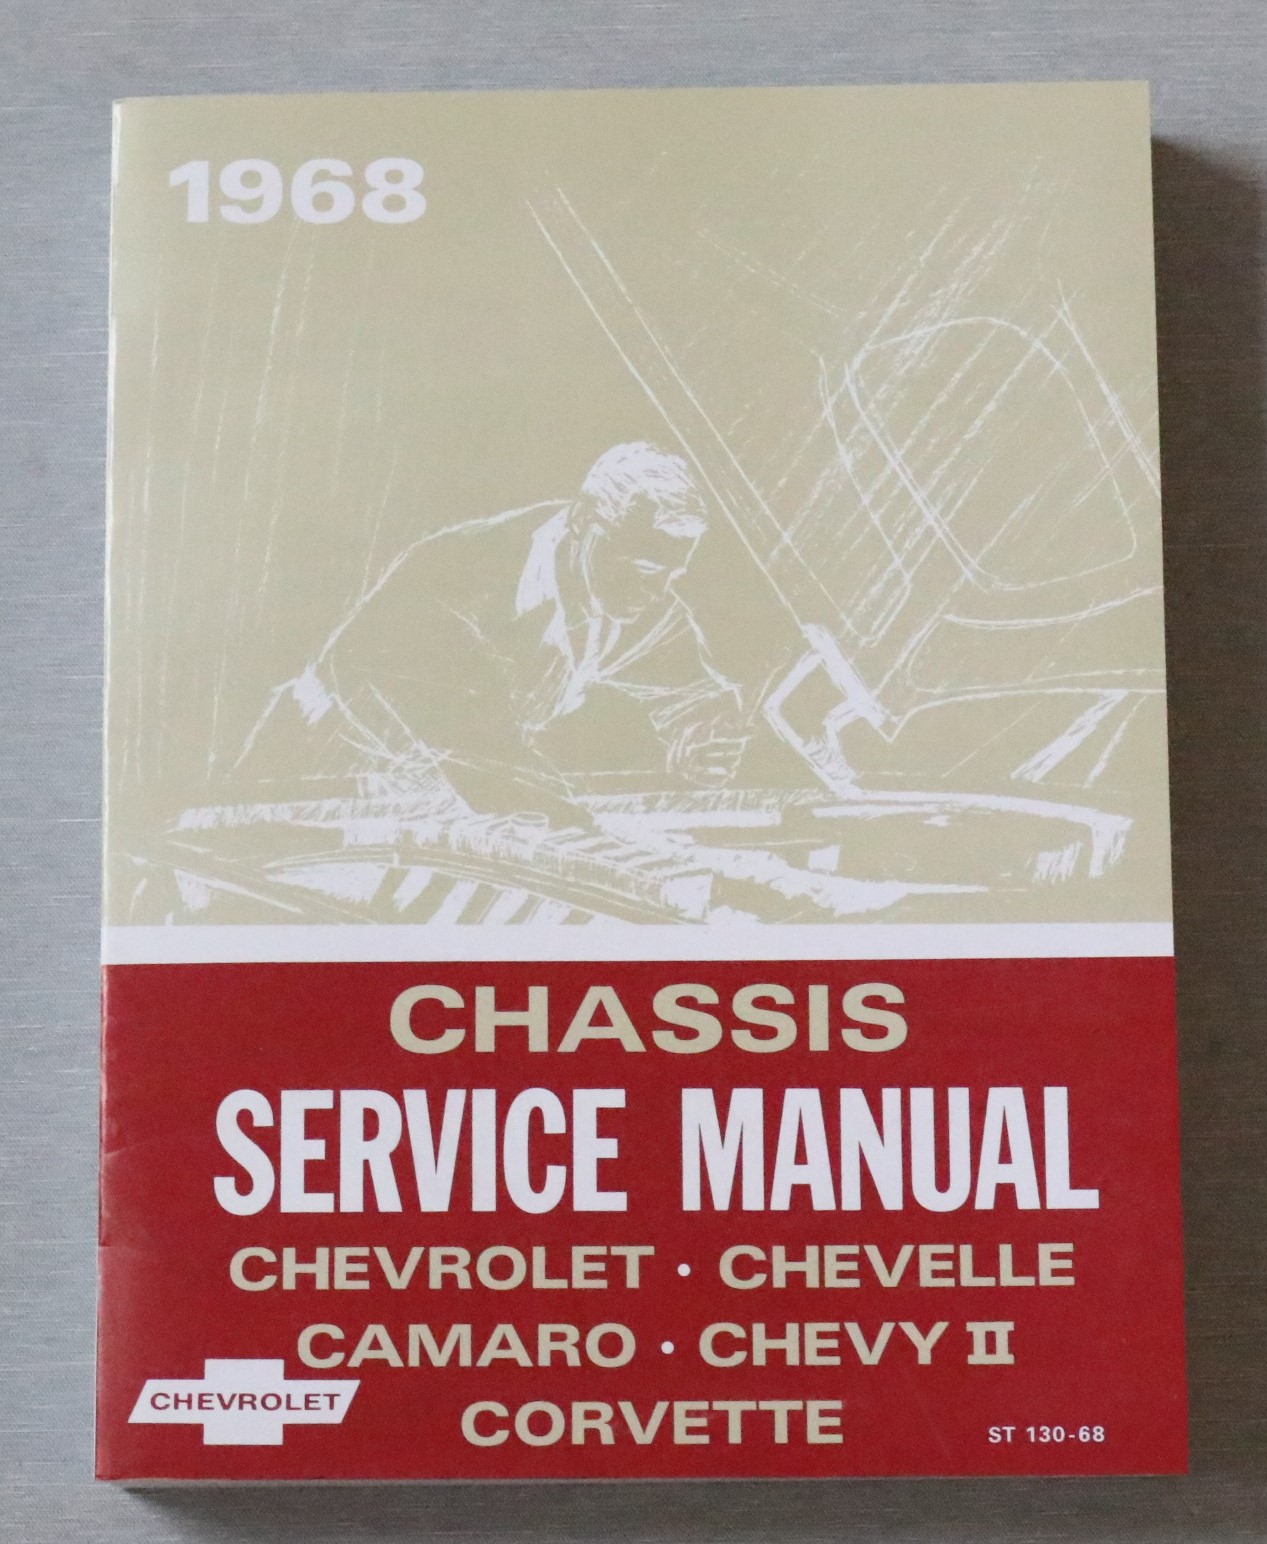 1968
CHASSIS
SERVICE MANUAL
CHEVROLET • CHEVELLE
CAMARO • CHEVY II
CHEVROLET
CORVETTE
ST 130-68